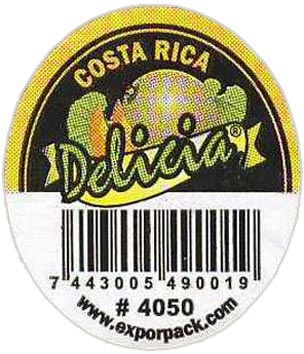 COSTA RICA
Delicia®
7 443005 490019
# 4050
www.exporpack.com